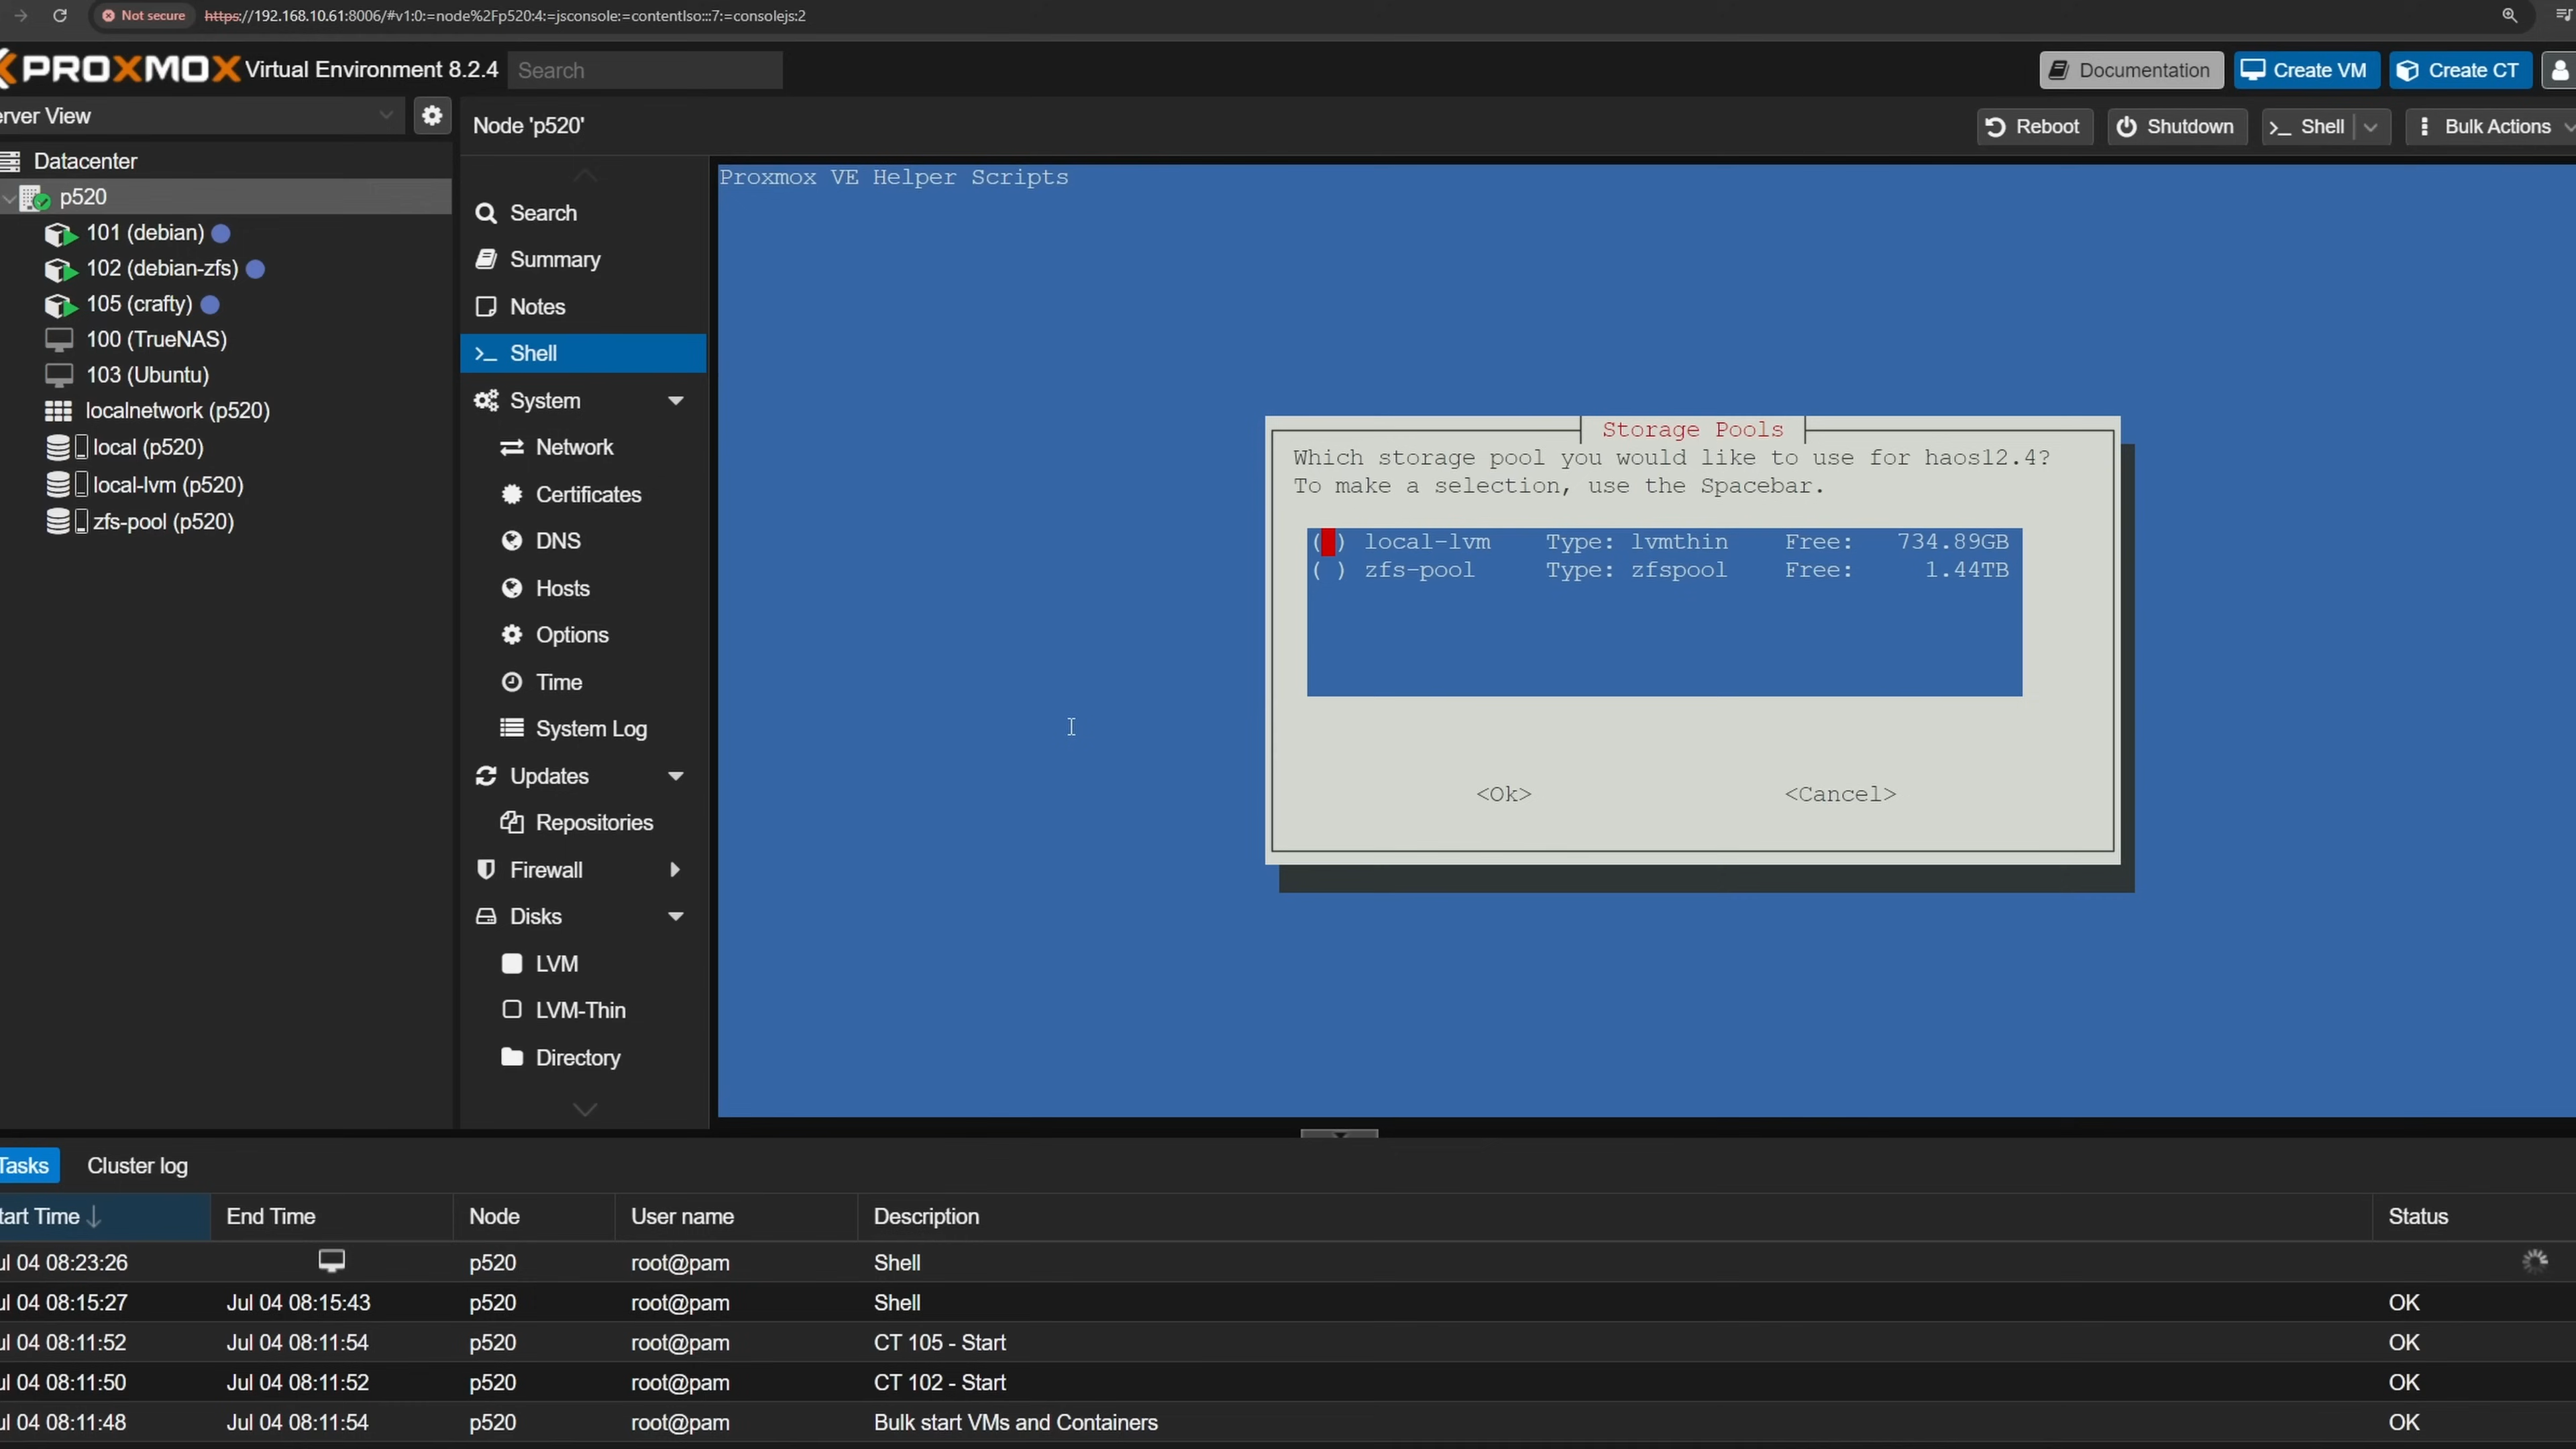 Not secure https://192.168.10.61:8006/#v1:0:=node%2Fp520:4:=jsconsole:=contentIso:::7:=consolejs:2
PROXMOX Virtual Environment 8.2.4 Search Documentation Create VM Create CT
erver View
Node 'p520' Reboot Shutdown Shell Bulk Actions
Datacenter
p520
101 (debian)
102 (debian-zfs)
105 (crafty)
100 (TrueNAS)
103 (Ubuntu)
localnetwork (p520)
local (p520)
local-lvm (p520)
zfs-pool (p520)
Search
Summary
Notes
Shell
System
Network
Certificates
DNS
Hosts
Options
Time
System Log
Updates
Repositories
Firewall
Disks
LVM
LVM-Thin
Directory
Proxmox VE Helper Scripts
Storage Pools
Which storage pool you would like to use for haos12.4?
To make a selection, use the Spacebar.
( ) local-lvm Type: lvmthin Free: 734.89GB
( ) zfs-pool Type: zfspool Free: 1.44TB
<Ok> <Cancel>
Tasks Cluster log
tart Time End Time Node User name Description Status
ul 04 08:23:26 p520 root@pam Shell
ul 04 08:15:27 Jul 04 08:15:43 p520 root@pam Shell OK
ul 04 08:11:52 Jul 04 08:11:54 p520 root@pam CT 105 - Start OK
ul 04 08:11:50 Jul 04 08:11:52 p520 root@pam CT 102 - Start OK
ul 04 08:11:48 Jul 04 08:11:54 p520 root@pam Bulk start VMs and Containers OK